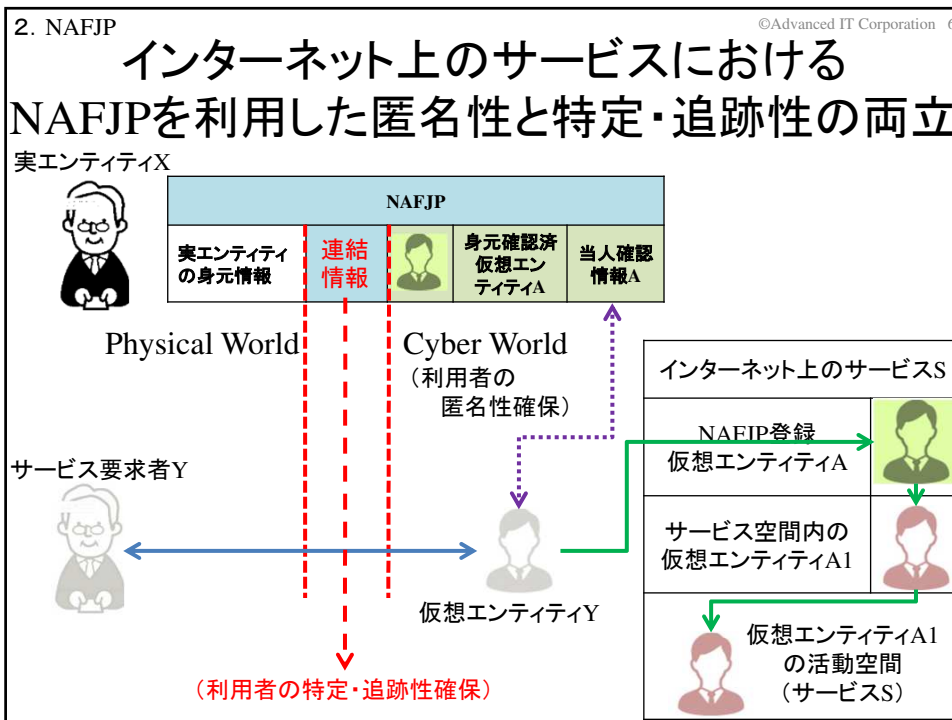 ２．NAFJP
©Advanced IT Corporation 6
インターネット上のサービスにおける
NAFJPを利用した匿名性と特定・追跡性の両立
実エンティティX
NAFJP
実エンティティ
の身元情報
連結
情報
身元確認済
仮想エン
ティティA
当人確認
情報A
Physical World
Cyber World
（利用者の
匿名性確保）
インターネット上のサービスS
NAFJP登録
仮想エンティティA
サービス要求者Y
サービス空間内の
仮想エンティティA1
仮想エンティティY
仮想エンティティA1
の活動空間
（サービスS）
（利用者の特定・追跡性確保）